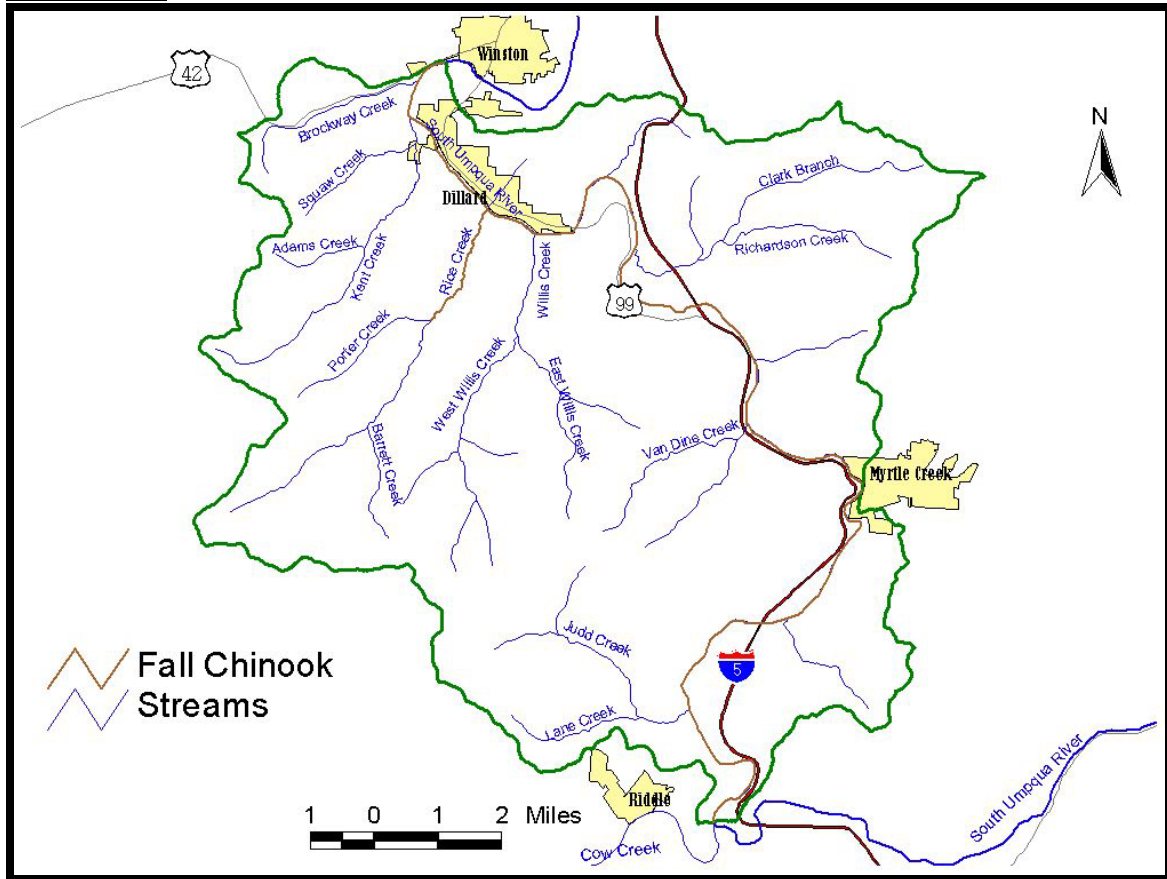 Winston
42
N
Brockway Creek
South Umpqua River
Squaw Creek
Clark Branch
Dillard
Adams Creek
Kent Creek
Rice Creek
Willis Creek
Richardson Creek
99
Porter Creek
West Willis Creek
East Willis Creek
Barrett Creek
Van Dine Creek
Myrtle Creek
Judd Creek
Fall Chinook
Streams
5
Lane Creek
Riddle
South Umpqua River
1 0 1 2 Miles
Cow Creek